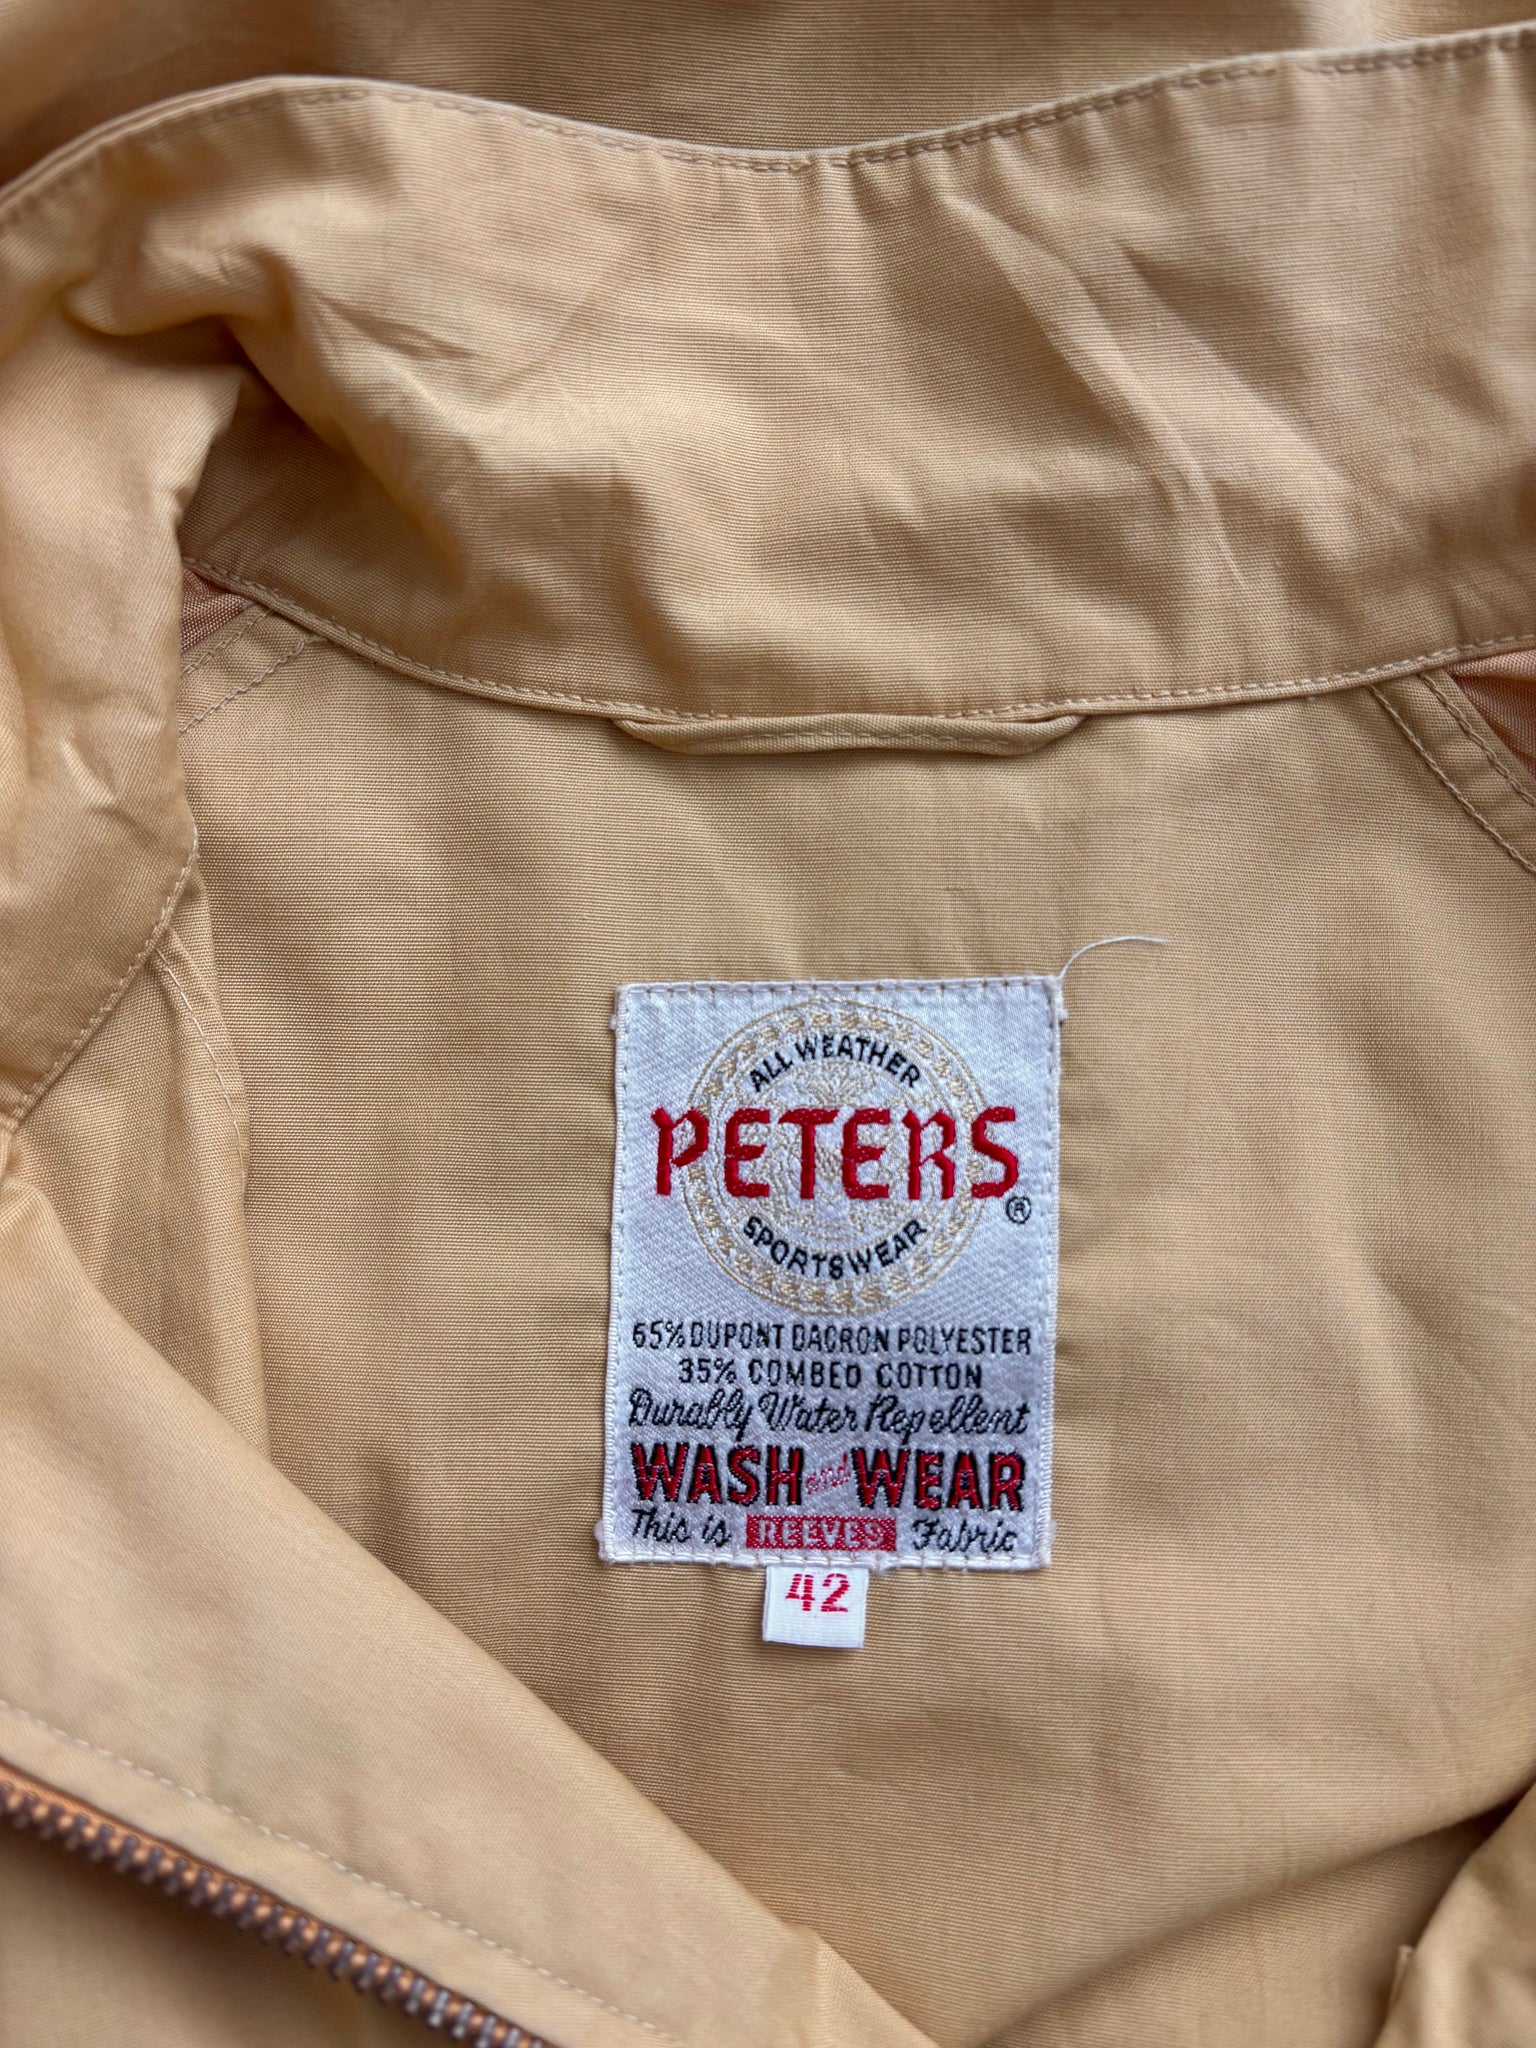 ALL WEATHER
PETERS
®
SPORTSWEAR
65% DUPONT DACRON POLYESTER
35% COMBED COTTON
Durably Water Repellent
WASH and WEAR
This is REEVES Fabric
42